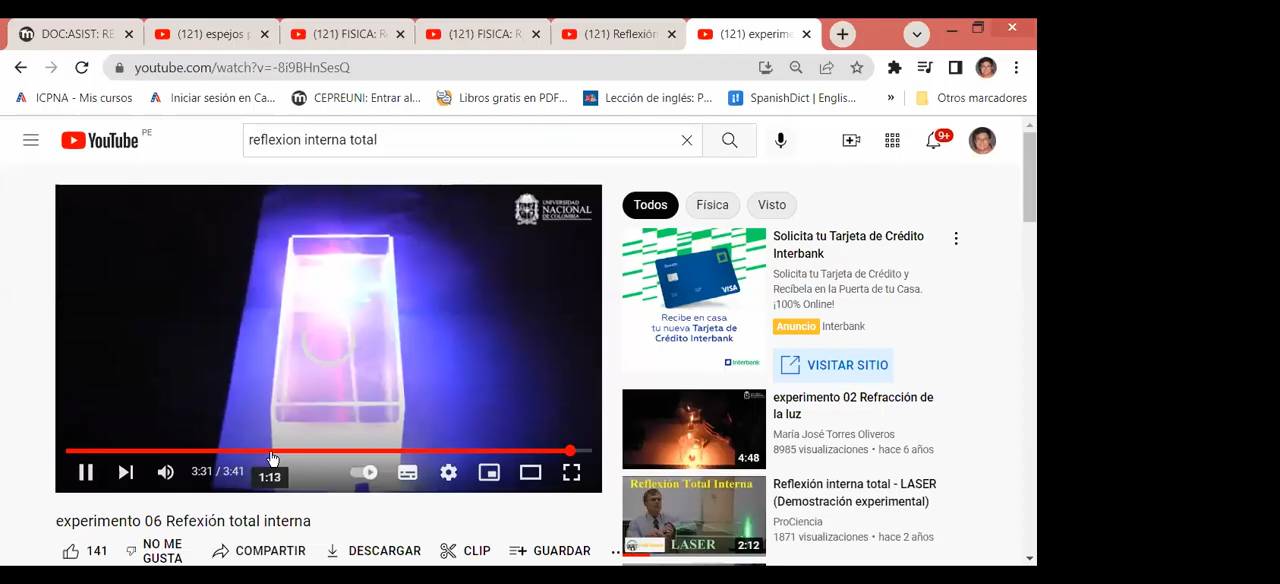 DOC:ASIST: RE
(121) espejos p
(121) FISICA: R
(121) FISICA: R
(121) Reflexión
(121) experime
youtube.com/watch?v=-8i9BHnSesQ
ICPNA - Mis cursos
Iniciar sesión en Ca...
CEPREUNI: Entrar al...
Libros gratis en PDF...
Lección de inglés: P...
SpanishDict | Englis...
»
Otros marcadores
YouTube PE
reflexion interna total
9+
UNIVERSIDAD
NACIONAL
DE COLOMBIA
3:31 / 3:41
1:13
experimento 06 Refexión total interna
141
NO ME
GUSTA
COMPARTIR
DESCARGAR
CLIP
GUARDAR
...
Todos
Física
Visto
VISA
Recibe en casa
tu nueva Tarjeta de
Crédito Interbank
Interbank
Solicita tu Tarjeta de Crédito
Interbank
Solicita tu Tarjeta de Crédito y
Recíbela en la Puerta de tu Casa.
¡100% Online!
Anuncio Interbank
VISITAR SITIO
4:48
experimento 02 Refracción de
la luz
María José Torres Oliveros
8985 visualizaciones • hace 6 años
Reflexión Total Interna
LASER
2:12
Reflexión interna total - LASER
(Demostración experimental)
ProCiencia
1871 visualizaciones • hace 2 años